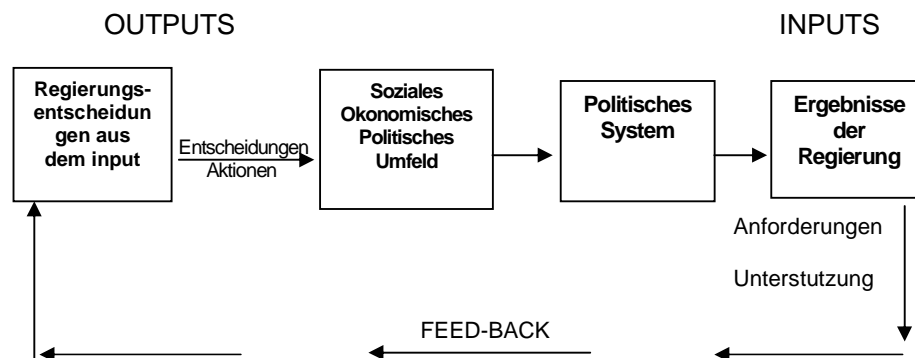 OUTPUTS
INPUTS
Regierungs-
entscheidun
gen aus
dem input
Entscheidungen
Aktionen
Soziales
Okonomisches
Politisches
Umfeld
Politisches
System
Ergebnisse
der
Regierung
Anforderungen
Unterstutzung
FEED-BACK